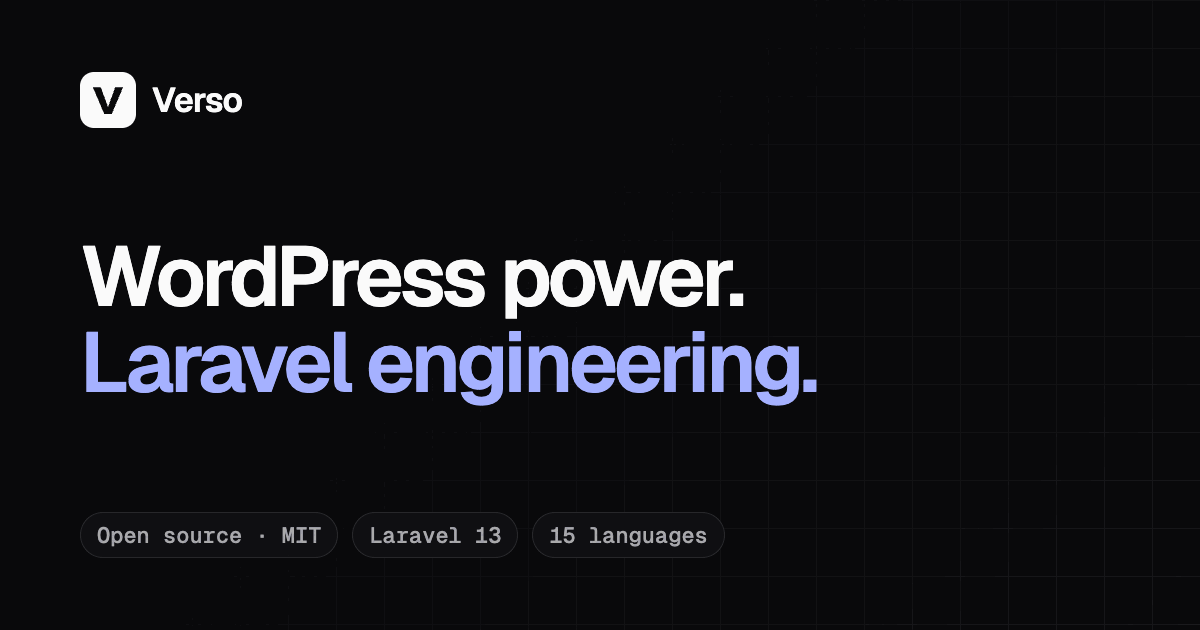 V Verso
WordPress power.
Laravel engineering.
Open source · MIT Laravel 13 15 languages